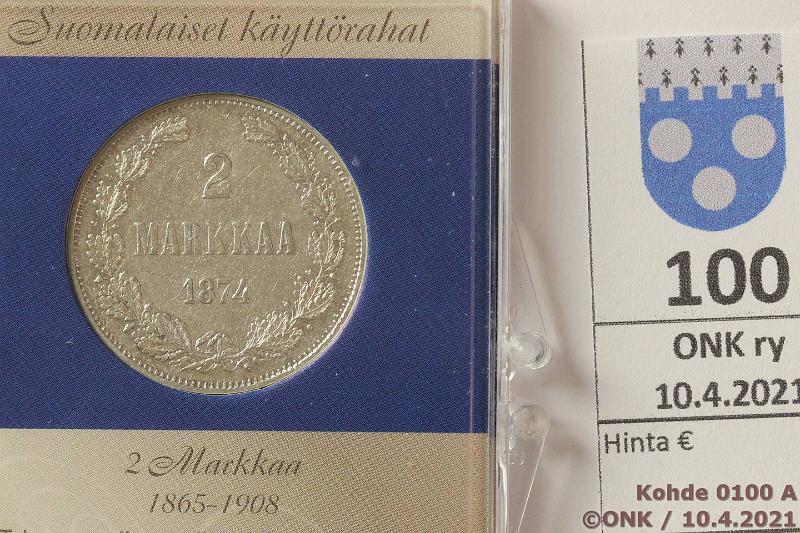 Suomalaiset käyttörahat
2
MARKKAA
1874
2 Markkaa
1865-1908
100
ONK ry
10.4.2021
Hinta €
Kohde 0100 A
©ONK / 10.4.2021